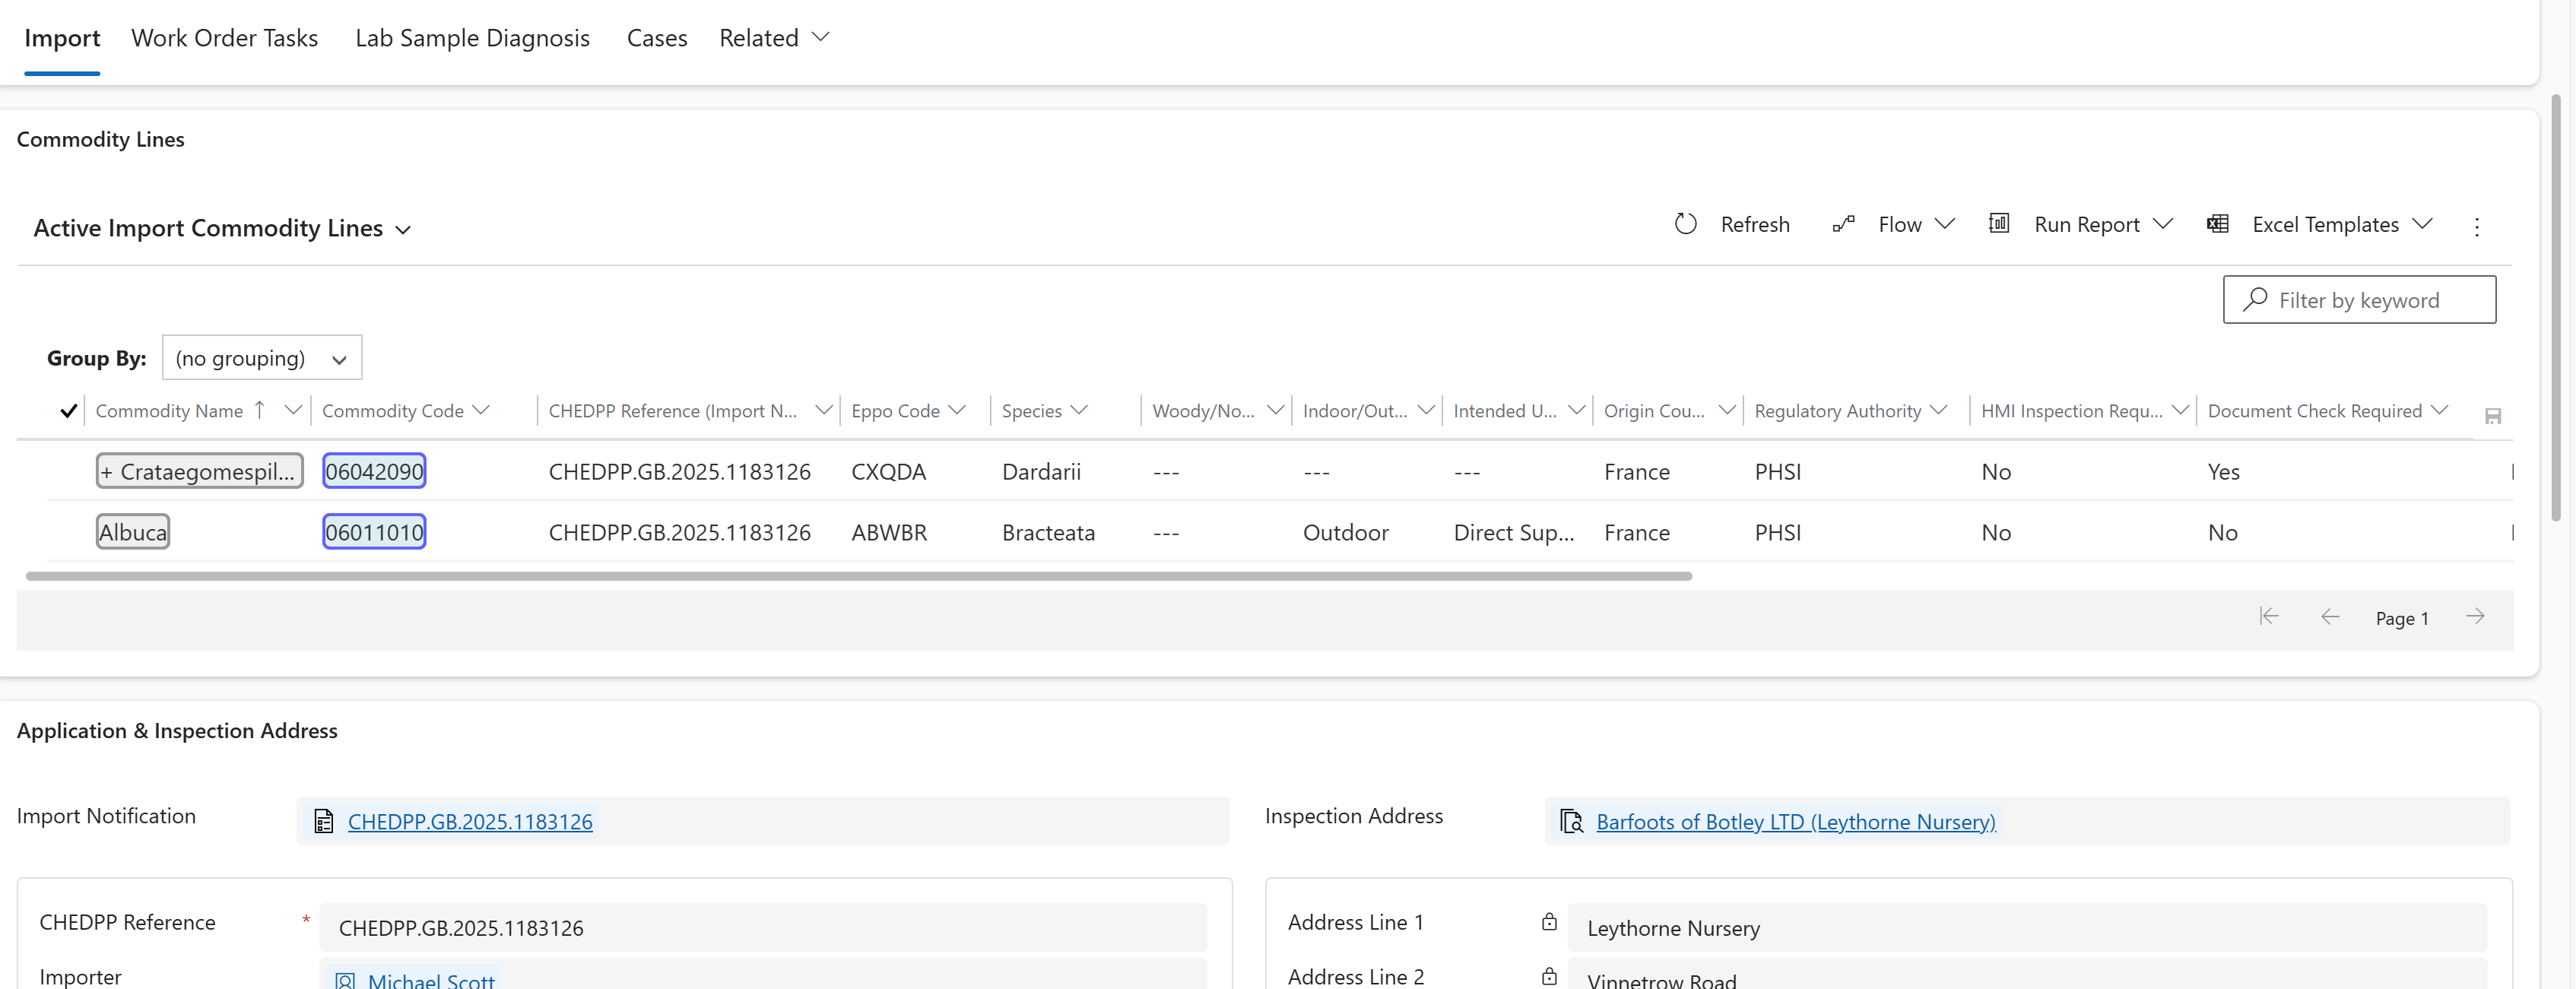 Import Work Order Tasks Lab Sample Diagnosis Cases Related
Commodity Lines
Active Import Commodity Lines Refresh Flow Run Report Excel Templates
Filter by keyword
Group By: (no grouping)
Commodity Name ↑ Commodity Code CHEDPP Reference (Import N... Eppo Code Species Woody/No... Indoor/Out... Intended U... Origin Cou... Regulatory Authority HMI Inspection Requ... Document Check Required
+ Crataegomespil... 06042090 CHEDPP.GB.2025.1183126 CXQDA Dardarii --- --- --- France PHSI No Yes
Albuca 06011010 CHEDPP.GB.2025.1183126 ABWBR Bracteata --- Outdoor Direct Sup... France PHSI No No
Page 1
Application & Inspection Address
Import Notification CHEDPP.GB.2025.1183126 Inspection Address Barfoots of Botley LTD (Leythorne Nursery)
CHEDPP Reference * CHEDPP.GB.2025.1183126 Address Line 1 Leythorne Nursery
Importer Michael Scott Address Line 2 Vinnetrow Road